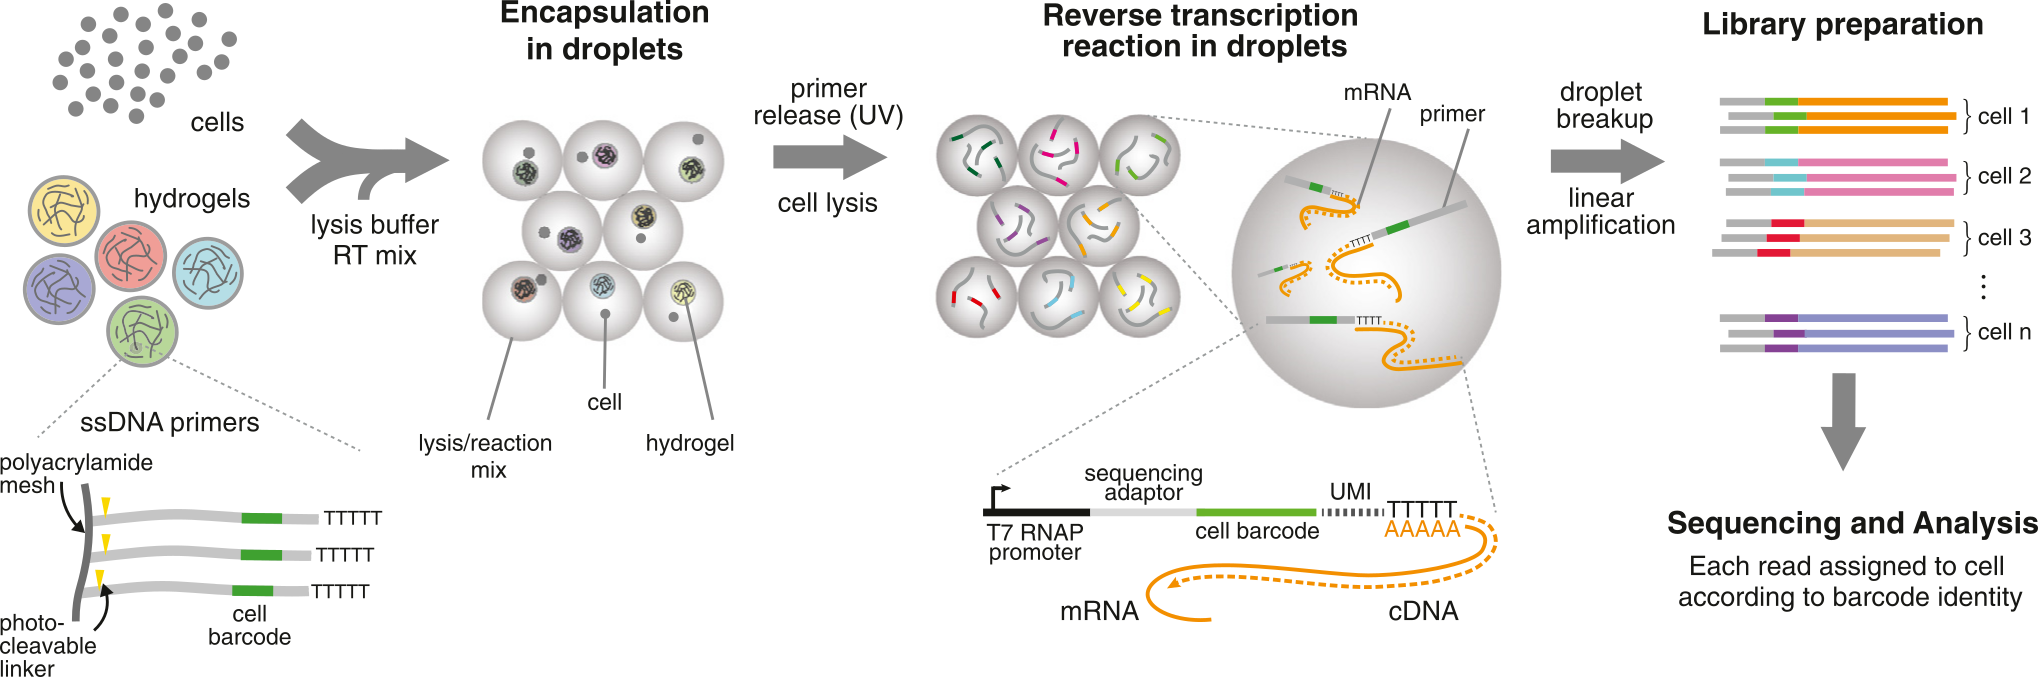 cells
hydrogels
lysis buffer
RT mix
ssDNA primers
polyacrylamide
mesh
TTTTT
TTTTT
TTTTT
cell
barcode
photo-
cleavable
linker
Encapsulation
in droplets
lysis/reaction
mix
cell
hydrogel
primer
release (UV)
cell lysis
Reverse transcription
reaction in droplets
mRNA
primer
TTTT
TTTT
TTTT
sequencing
adaptor
UMI
TTTTT
AAAAA
T7 RNAP
promoter
cell barcode
mRNA
cDNA
droplet
breakup
linear
amplification
Library preparation
cell 1
cell 2
cell 3
cell n
Sequencing and Analysis
Each read assigned to cell
according to barcode identity